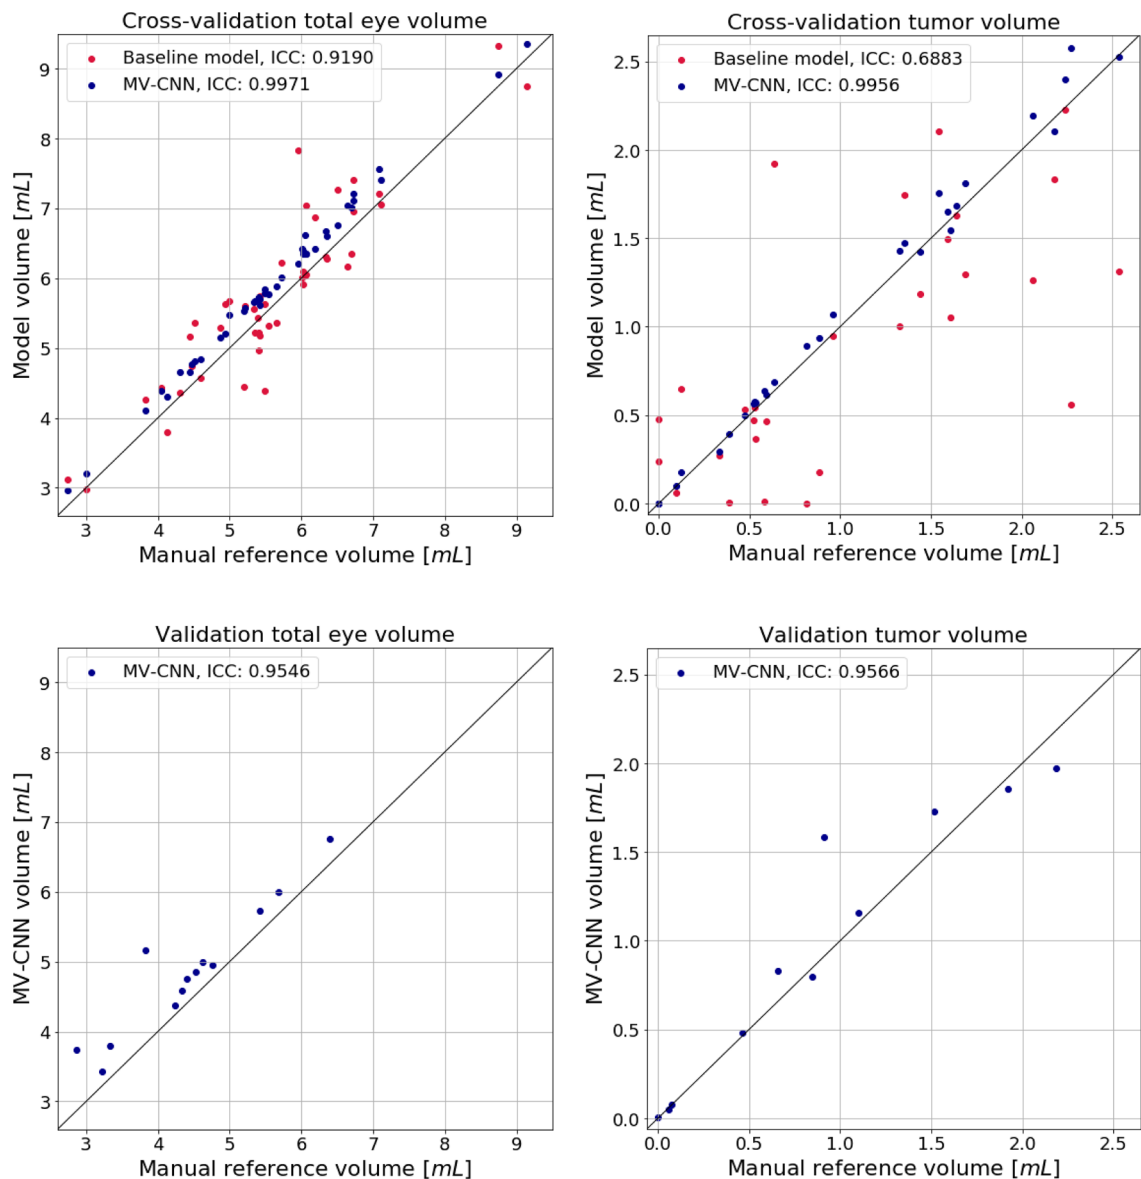 Cross-validation total eye volume
Baseline model, ICC: 0.9190
MV-CNN, ICC: 0.9971
9
8
7
6
5
4
3
Model volume [mL]
3 4 5 6 7 8 9
Manual reference volume [mL]
Cross-validation tumor volume
Baseline model, ICC: 0.6883
MV-CNN, ICC: 0.9956
2.5
2.0
1.5
1.0
0.5
0.0
Model volume [mL]
0.0 0.5 1.0 1.5 2.0 2.5
Manual reference volume [mL]
Validation total eye volume
MV-CNN, ICC: 0.9546
9
8
7
6
5
4
3
MV-CNN volume [mL]
3 4 5 6 7 8 9
Manual reference volume [mL]
Validation tumor volume
MV-CNN, ICC: 0.9566
2.5
2.0
1.5
1.0
0.5
0.0
MV-CNN volume [mL]
0.0 0.5 1.0 1.5 2.0 2.5
Manual reference volume [mL]